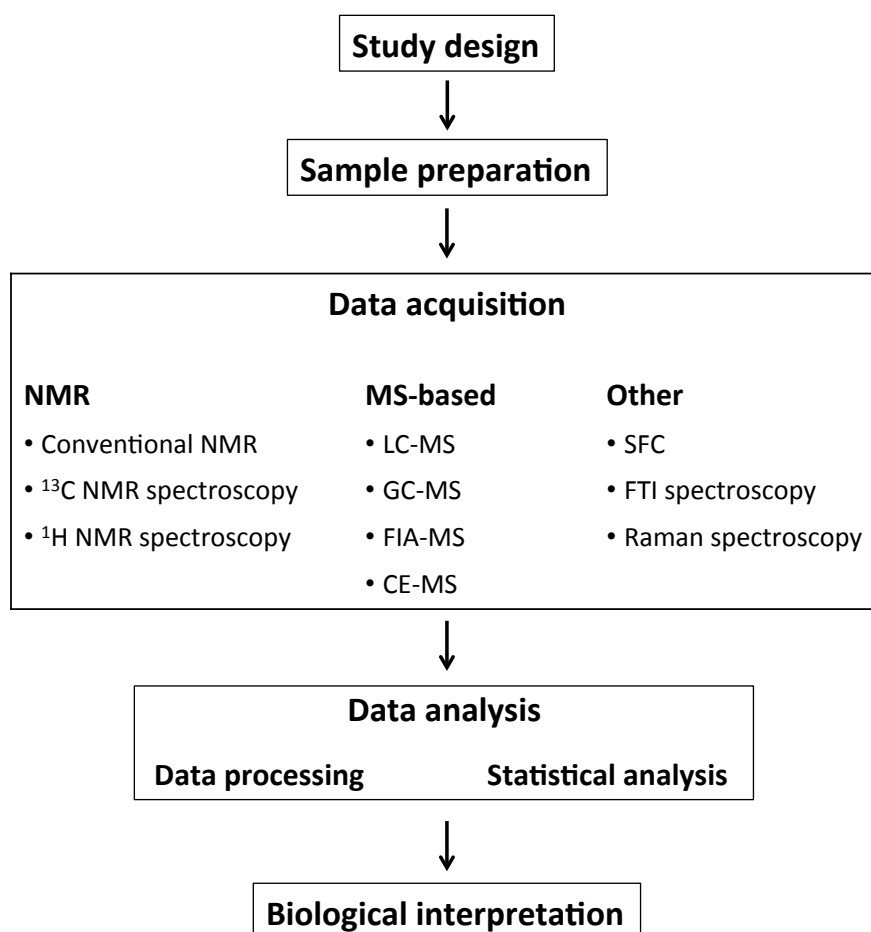 Study design
Sample preparation
Data acquisition
NMR
• Conventional NMR
• ¹³C NMR spectroscopy
• ¹H NMR spectroscopy
MS-based
• LC-MS
• GC-MS
• FIA-MS
• CE-MS
Other
• SFC
• FTI spectroscopy
• Raman spectroscopy
Data analysis
Data processing
Statistical analysis
Biological interpretation